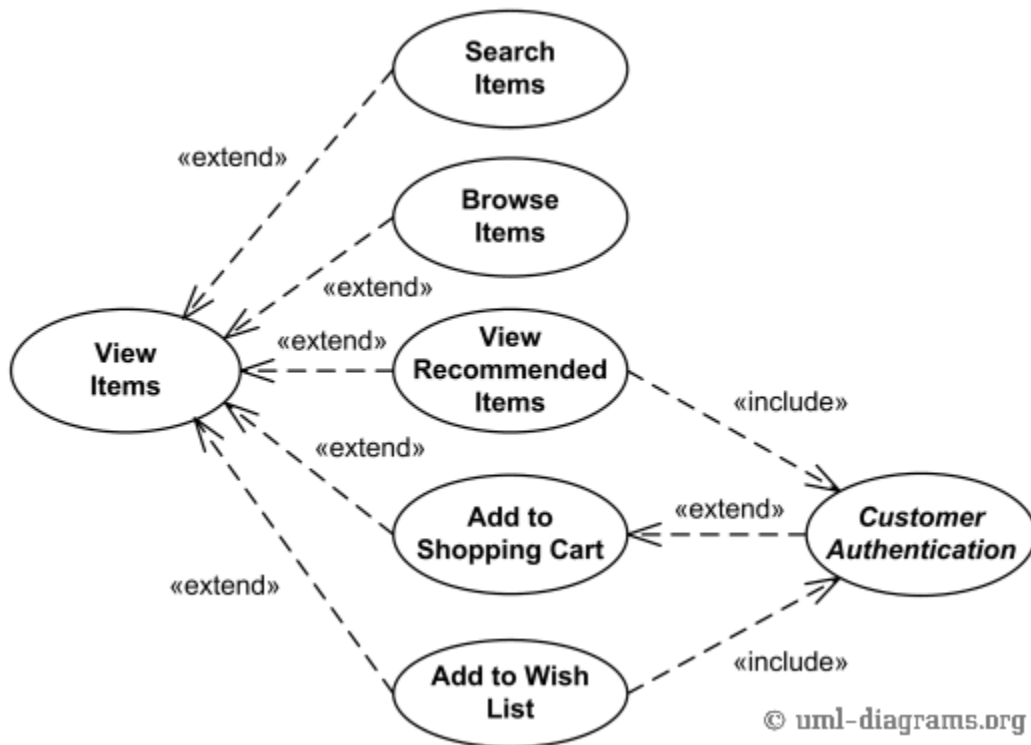 Search
Items
«extend»
Browse
Items
«extend»
View
Items
«extend»
View
Recommended
Items
«include»
«extend»
Add to
Shopping Cart
«extend»
Customer
Authentication
«extend»
Add to Wish
List
«include»
© uml-diagrams.org